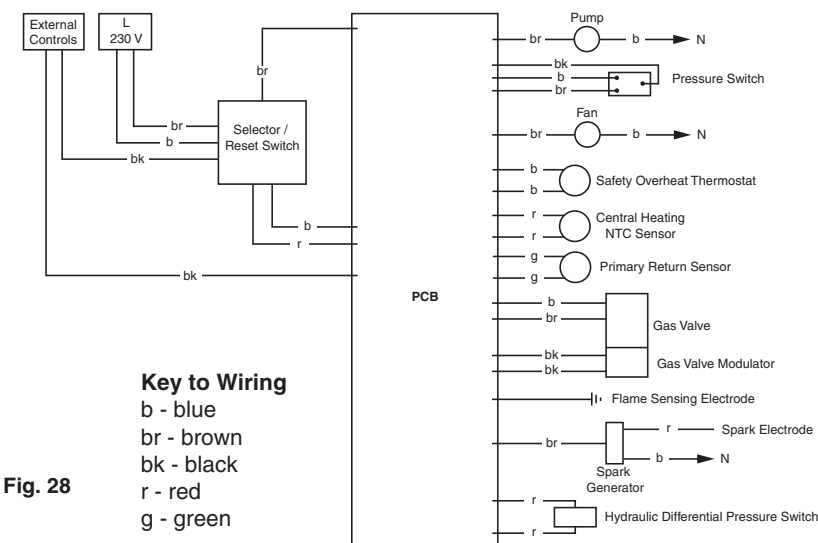 External
Controls
L
230 V
br
br
b
bk
Selector /
Reset Switch
b
r
bk
PCB
Pump
br
b
N
bk
b
br
Pressure Switch
Fan
br
b
N
b
b
Safety Overheat Thermostat
r
r
Central Heating
NTC Sensor
g
g
Primary Return Sensor
b
br
Gas Valve
bk
bk
Gas Valve Modulator
Flame Sensing Electrode
br
r
Spark Electrode
b
N
Spark
Generator
r
r
Hydraulic Differential Pressure Switch
Key to Wiring
b - blue
br - brown
bk - black
r - red
g - green
Fig. 28